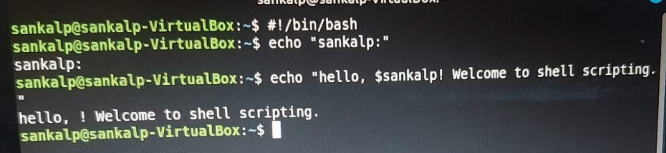 sankalp@sankalp-VirtualBox:~$ #!/bin/bash
sankalp@sankalp-VirtualBox:~$ echo "sankalp:"
sankalp:
sankalp@sankalp-VirtualBox:~$ echo "hello, $sankalp! Welcome to shell scripting.
"
hello, ! Welcome to shell scripting.
sankalp@sankalp-VirtualBox:~$